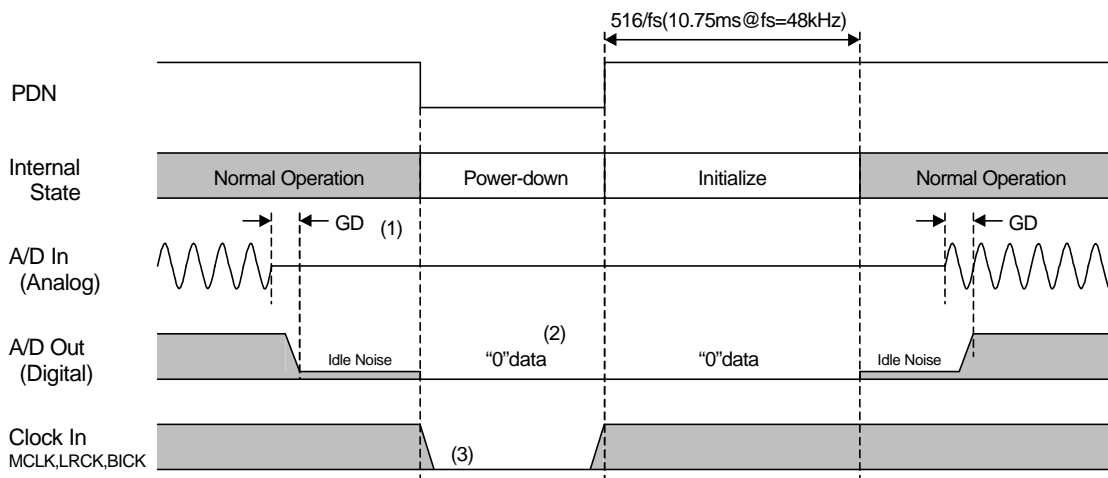 516/fs(10.75ms@fs=48kHz)
PDN
Internal
State
Normal Operation
Power-down
Initialize
Normal Operation
GD
(1)
GD
A/D In
(Analog)
A/D Out
(Digital)
Idle Noise
(2)
“0”data
“0”data
Idle Noise
Clock In
MCLK,LRCK,BICK
(3)